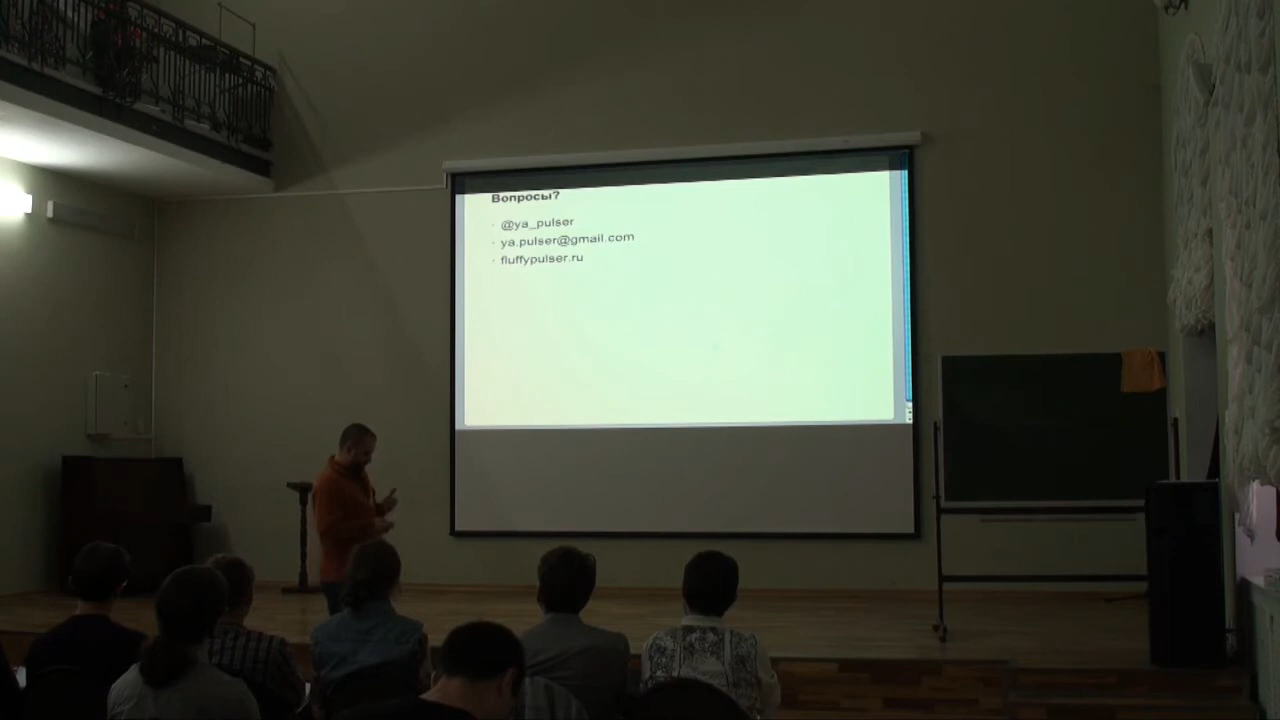 Вопросы?
@ya_pulser
ya.pulser@gmail.com
fluffypulser.ru